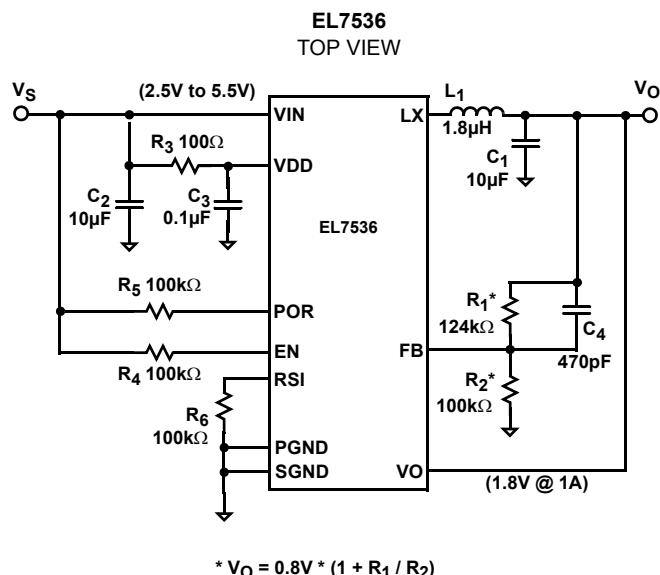 EL7536
TOP VIEW
VS
(2.5V to 5.5V)
VIN
LX
L1
1.8µH
VO
R3 100Ω
VDD
C1
10µF
C2
10µF
C3
0.1µF
EL7536
R5 100kΩ
POR
R1*
124kΩ
C4
470pF
EN
FB
R4 100kΩ
RSI
R2*
100kΩ
R6
100kΩ
PGND
SGND
VO
(1.8V @ 1A)
* VO = 0.8V * (1 + R1 / R2)